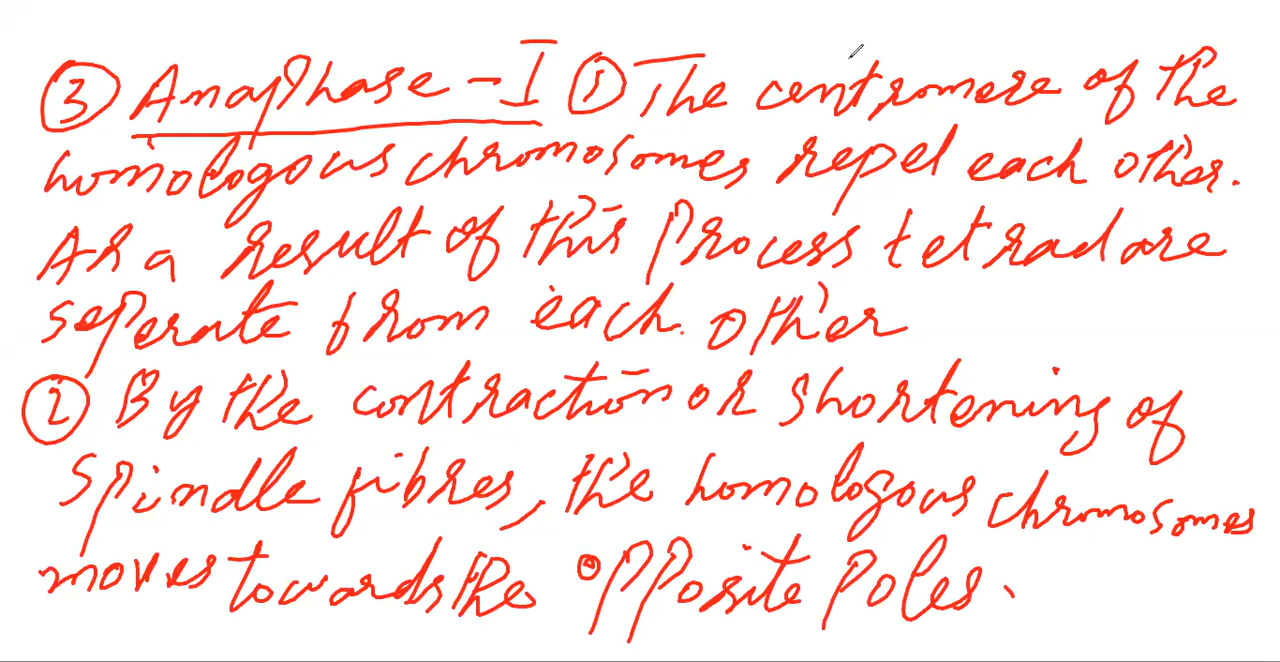 ③ Anaphase - I ① The centromere of the
homologous chromosomes repel each other.
As a result of this process tetrad are
seperate from each other
② By the contraction or shortening of
spindle fibres, the homologous chromosomes
moves towards the opposite poles.